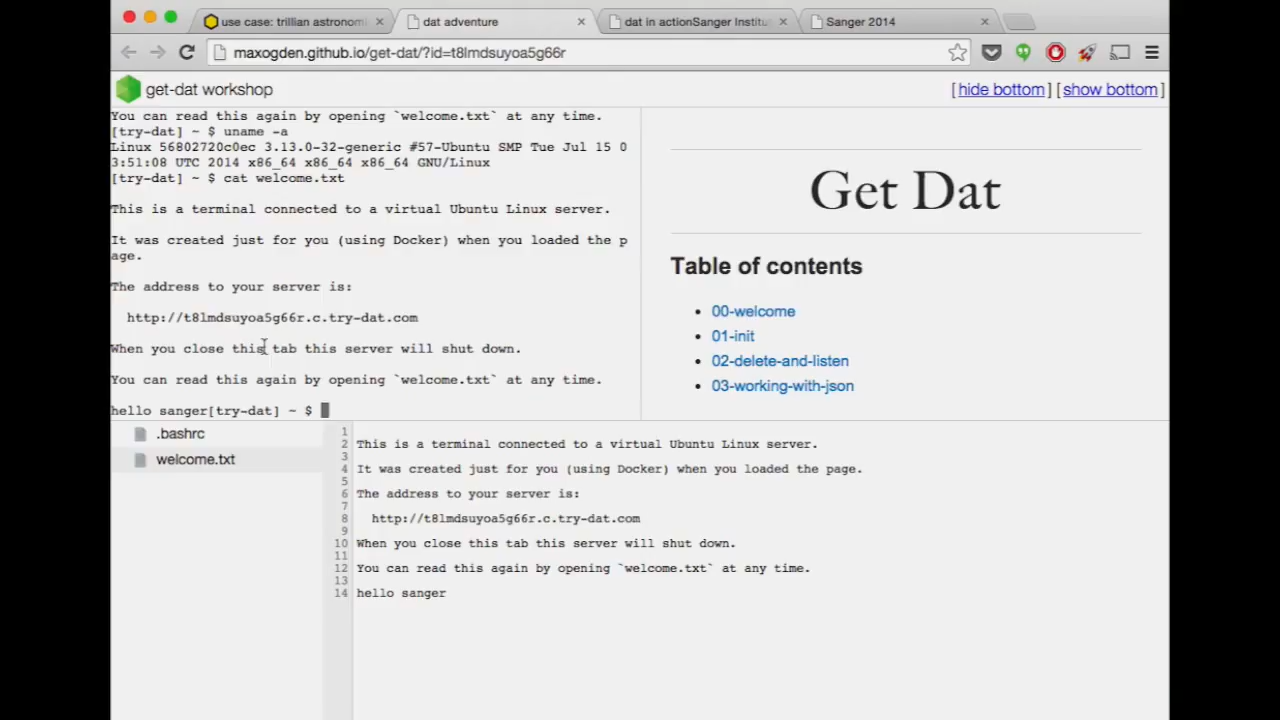 use case: trillian astronomi
dat adventure
dat in actionSanger Institu
Sanger 2014
maxogden.github.io/get-dat/?id=t8lmdsuyoa5g66r
get-dat workshop
[ hide bottom ] [ show bottom ]
You can read this again by opening `welcome.txt` at any time.
[try-dat] ~ $ uname -a
Linux 56802720c0ec 3.13.0-32-generic #57-Ubuntu SMP Tue Jul 15 0
3:51:08 UTC 2014 x86_64 x86_64 x86_64 GNU/Linux
[try-dat] ~ $ cat welcome.txt
This is a terminal connected to a virtual Ubuntu Linux server.
It was created just for you (using Docker) when you loaded the p
age.
The address to your server is:
http://t8lmdsuyoa5g66r.c.try-dat.com
When you close this tab this server will shut down.
You can read this again by opening `welcome.txt` at any time.
hello sanger[try-dat] ~ $
Get Dat
Table of contents
• 00-welcome
• 01-init
• 02-delete-and-listen
• 03-working-with-json
.bashrc
welcome.txt
1
2 This is a terminal connected to a virtual Ubuntu Linux server.
3
4 It was created just for you (using Docker) when you loaded the page.
5
6 The address to your server is:
7
8 http://t8lmdsuyoa5g66r.c.try-dat.com
9
10 When you close this tab this server will shut down.
11
12 You can read this again by opening `welcome.txt` at any time.
13
14 hello sanger